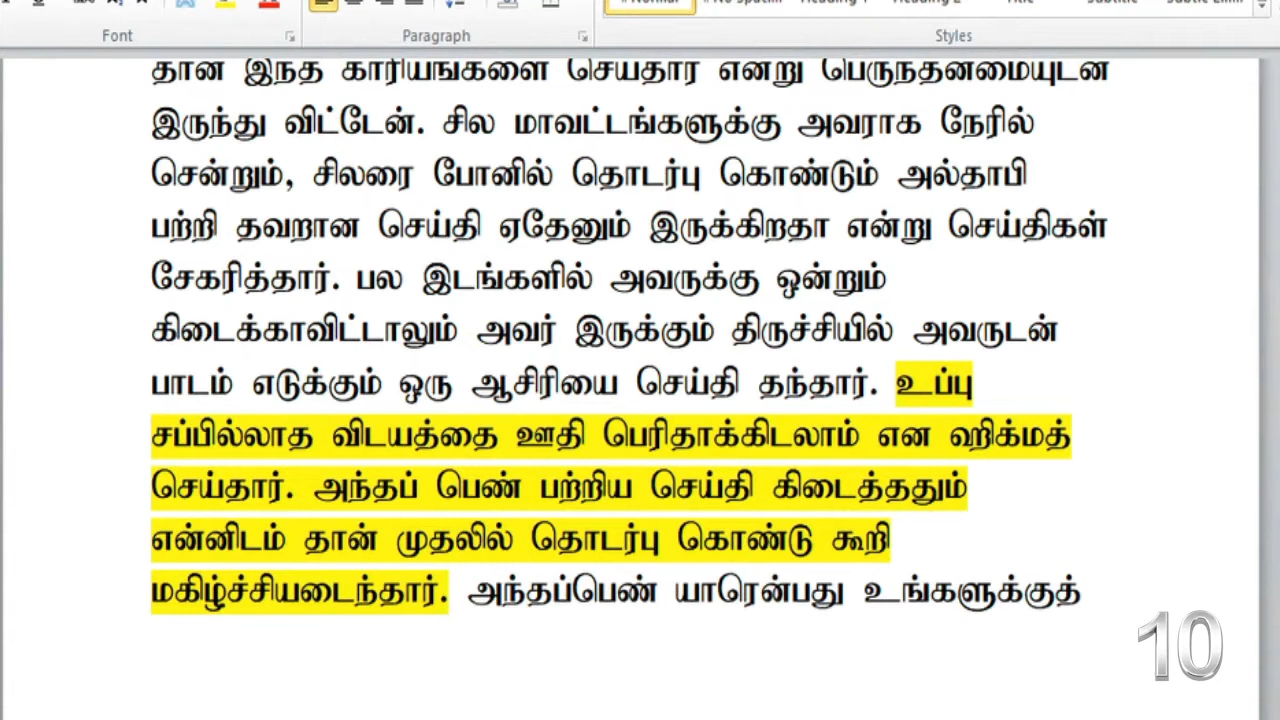 Font Paragraph Styles
தான் இந்த காரியங்களை செய்தார் என்று பெருந்தன்மையுடன்
இருந்து விட்டேன். சில மாவட்டங்களுக்கு அவராக நேரில்
சென்றும், சிலரை போனில் தொடர்பு கொண்டும் அல்தாபி
பற்றி தவறான செய்தி ஏதேனும் இருக்கிறதா என்று செய்திகள்
சேகரித்தார். பல இடங்களில் அவருக்கு ஒன்றும்
கிடைக்காவிட்டாலும் அவர் இருக்கும் திருச்சியில் அவருடன்
பாடம் எடுக்கும் ஒரு ஆசிரியை செய்தி தந்தார். உப்பு
சப்பில்லாத விடயத்தை ஊதி பெரிதாக்கிடலாம் என ஹிக்மத்
செய்தார். அந்தப் பெண் பற்றிய செய்தி கிடைத்ததும்
என்னிடம் தான் முதலில் தொடர்பு கொண்டு கூறி
மகிழ்ச்சியடைந்தார். அந்தப்பெண் யாரென்பது உங்களுக்குத்
10